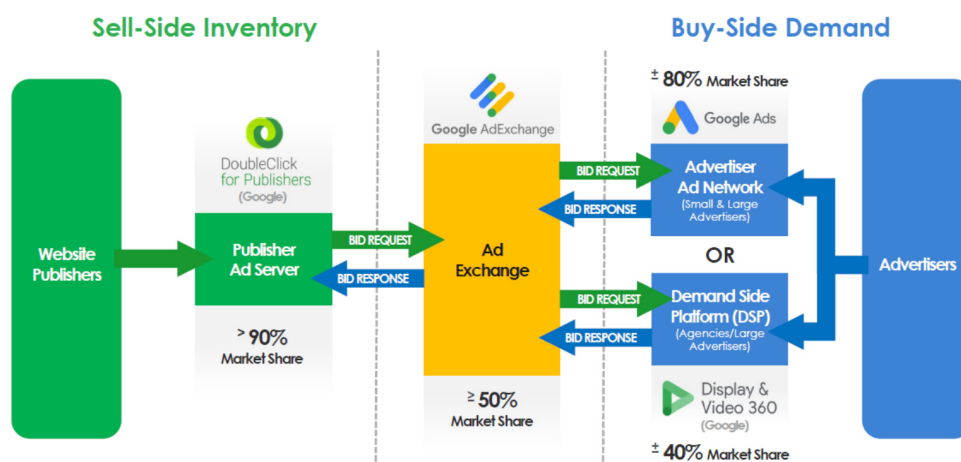 Sell-Side Inventory
Buy-Side Demand
Website
Publishers
DoubleClick
for Publishers
(Google)
Publisher
Ad Server
> 90%
Market Share
BID REQUEST
BID RESPONSE
Google AdExchange
Ad
Exchange
≥ 50%
Market Share
BID REQUEST
BID RESPONSE
BID REQUEST
BID RESPONSE
± 80% Market Share
Google Ads
Advertiser
Ad Network
(Small & Large
Advertisers)
OR
Demand Side
Platform (DSP)
(Agencies/Large
Advertisers)
Display &
Video 360
(Google)
± 40% Market Share
Advertisers